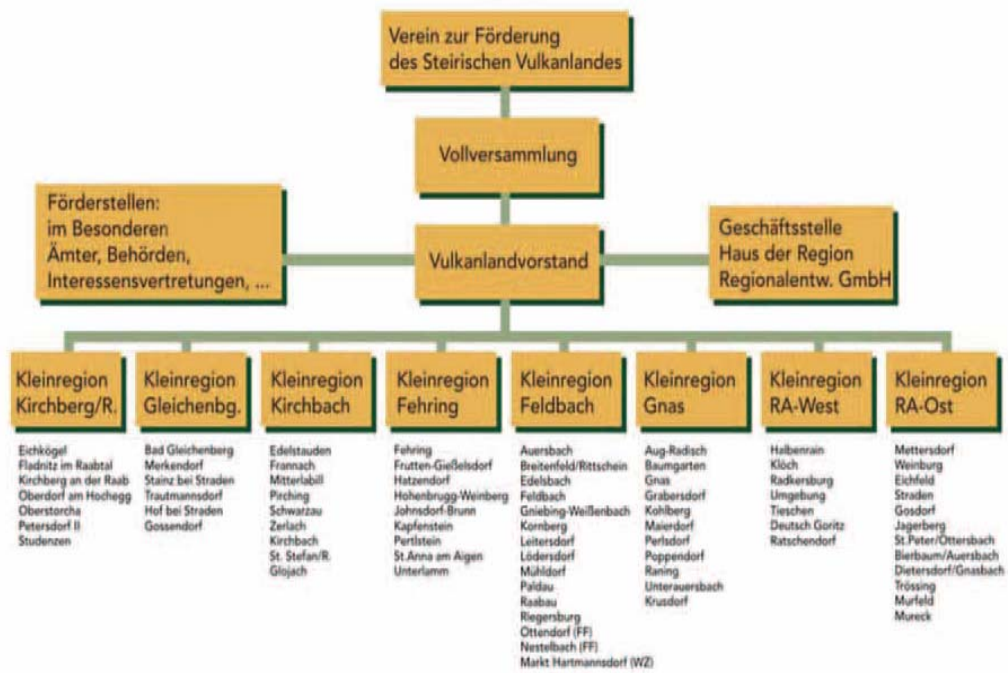 Verein zur Förderung
des Steirischen Vulkanlandes
Vollversammlung
Förderstellen:
im Besonderen
Ämter, Behörden,
Interessensvertretungen, ...
Vulkanlandvorstand
Geschäftsstelle
Haus der Region
Regionalentw. GmbH
Kleinregion
Kirchberg/R.
Eichkögel
Fladnitz im Raabtal
Kirchberg an der Raab
Oberdorf am Hochegg
Oberstorcha
Petersdorf II
Studenzen
Kleinregion
Gleichenbg.
Bad Gleichenberg
Merkendorf
Stainz bei Straden
Trautmannsdorf
Hof bei Straden
Gossendorf
Kleinregion
Kirchbach
Edelstauden
Frannach
Mitterlabill
Pirching
Schwarzau
Zerlach
Kirchbach
St. Stefan/R.
Glojach
Kleinregion
Fehring
Fehring
Frutten-Gießelsdorf
Hatzendorf
Hohenbrugg-Weinberg
Johnsdorf-Brunn
Kapfenstein
Pertlstein
St.Anna am Aigen
Unterlamm
Kleinregion
Feldbach
Auersbach
Breitenfeld/Rittschein
Edelsbach
Feldbach
Gniebing-Weißenbach
Kornberg
Leitersdorf
Lödersdorf
Mühldorf
Paldau
Raabau
Riegersburg
Ottendorf (FF)
Nestelbach (FF)
Markt Hartmannsdorf (WZ)
Kleinregion
Gnas
Aug-Radisch
Baumgarten
Gnas
Grabersdorf
Kohlberg
Maierdorf
Perlsdorf
Poppendorf
Raning
Unterauersbach
Krusdorf
Kleinregion
RA-West
Halbenrain
Klöch
Radkersburg
Umgebung
Tieschen
Deutsch Goritz
Ratschendorf
Kleinregion
RA-Ost
Mettersdorf
Weinburg
Eichfeld
Straden
Gosdorf
Jagerberg
St.Peter/Ottersbach
Bierbaum/Auersbach
Dietersdorf/Gnasbach
Trössing
Murfeld
Mureck